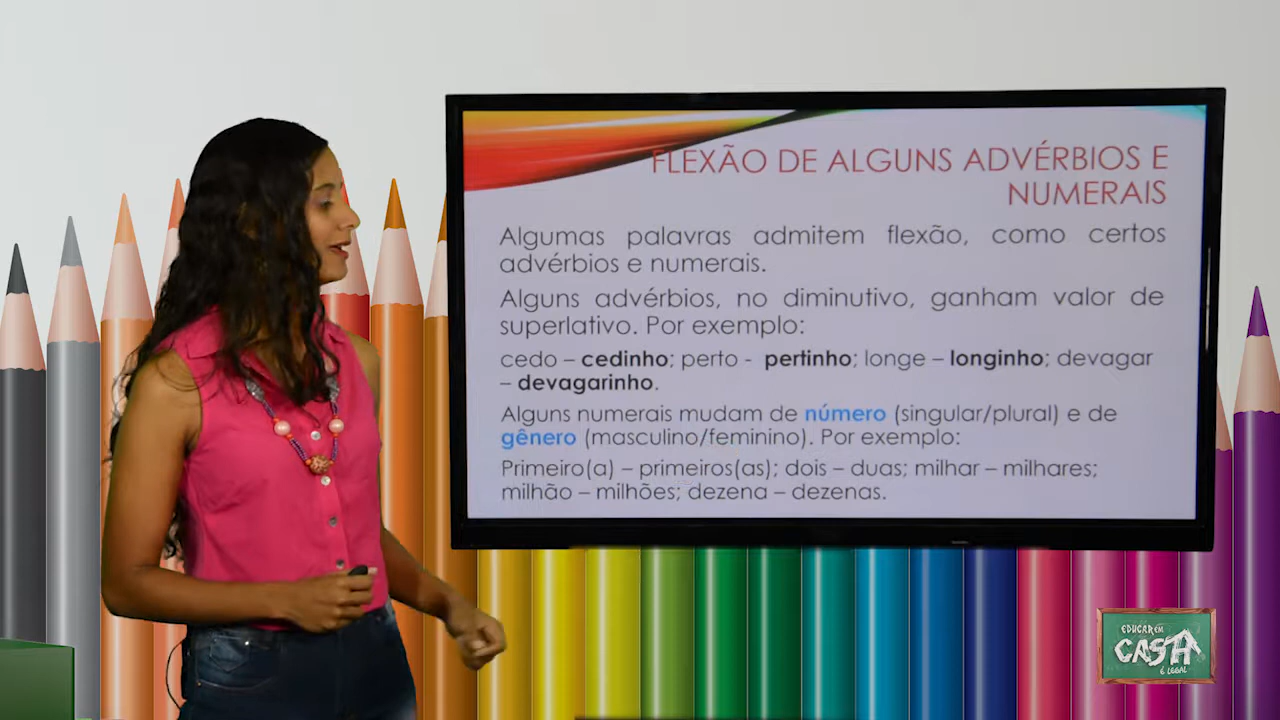 FLEXÃO DE ALGUNS ADVÉRBIOS E
NUMERAIS
Algumas palavras admitem flexão, como certos
advérbios e numerais.
Alguns advérbios, no diminutivo, ganham valor de
superlativo. Por exemplo:
cedo – cedinho; perto - pertinho; longe – longinho; devagar
– devagarinho.
Alguns numerais mudam de número (singular/plural) e de
gênero (masculino/feminino). Por exemplo:
Primeiro(a) – primeiros(as); dois – duas; milhar – milhares;
milhão – milhões; dezena – dezenas.
EDUCAR EM
CASA
É LEGAL